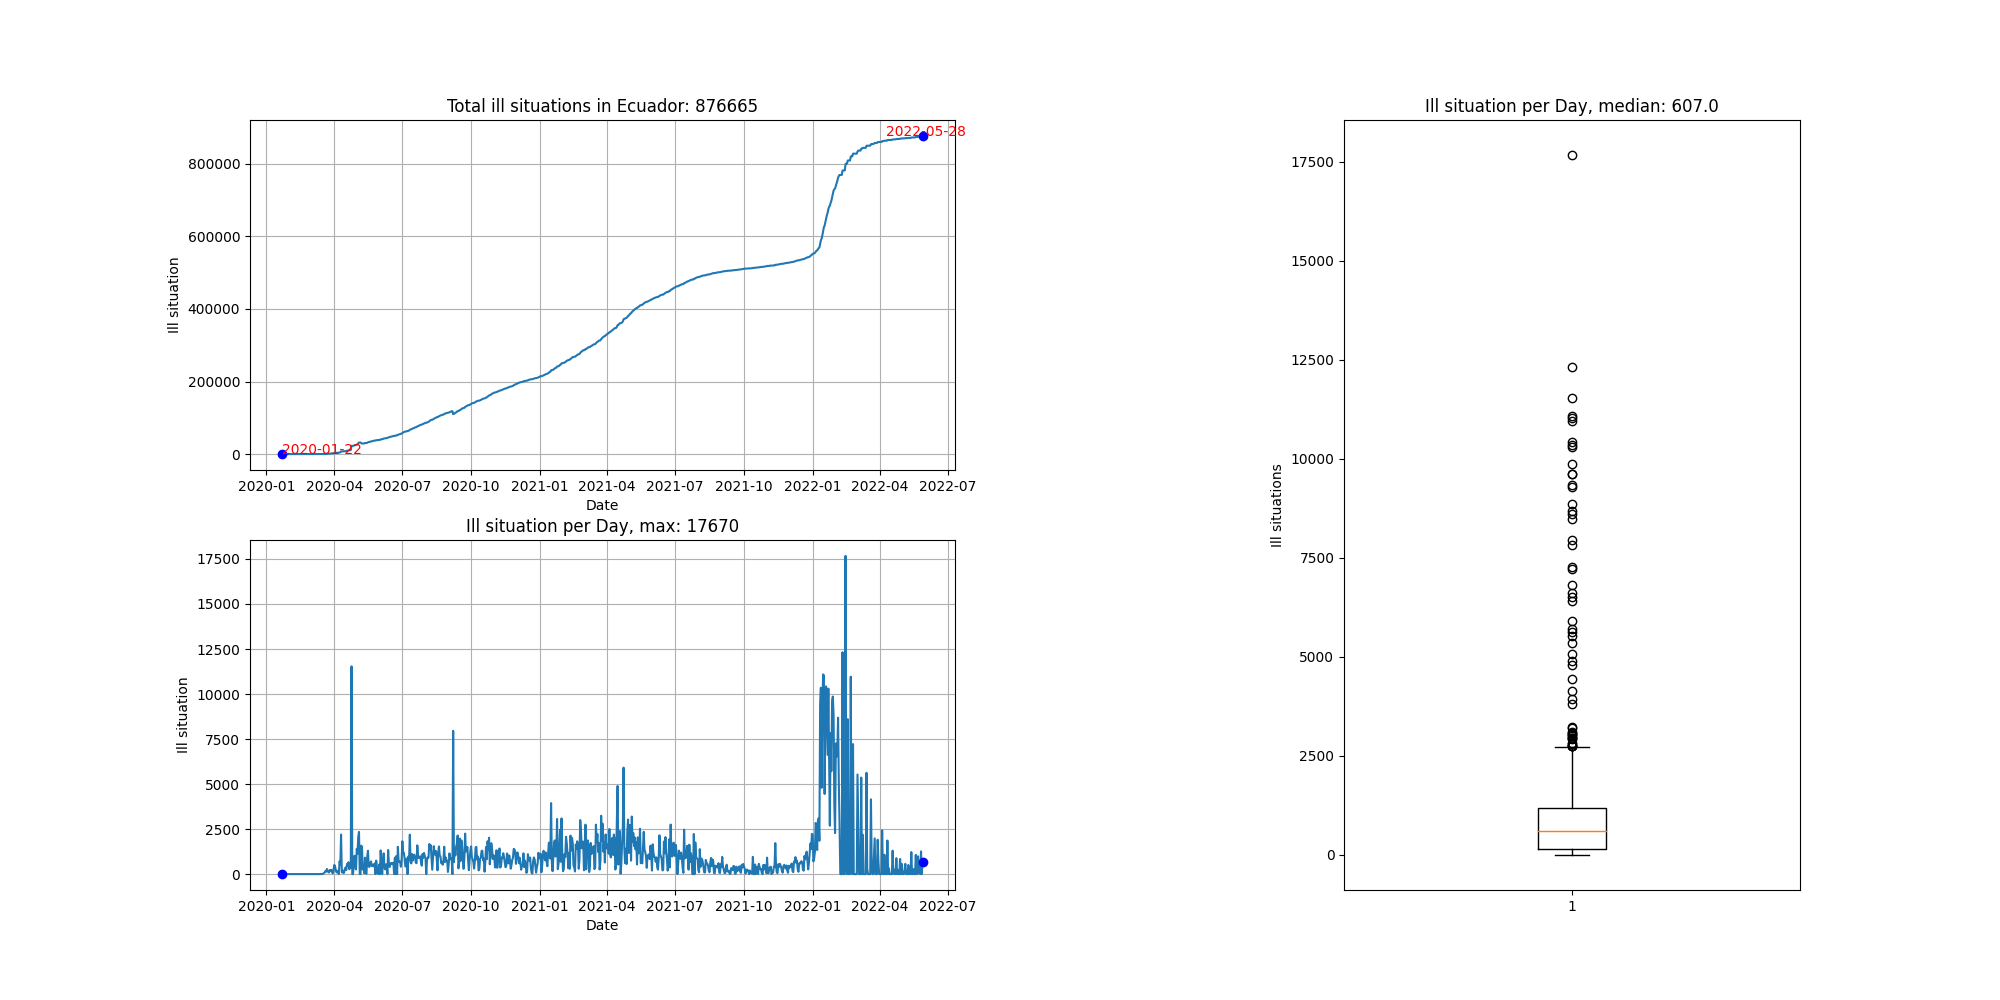 Total ill situations in Ecuador: 876665
2022-05-28
800000
600000
400000
200000
0
Ill situation
2020-01-22
2020-01 2020-04 2020-07 2020-10 2021-01 2021-04 2021-07 2021-10 2022-01 2022-04 2022-07
Date
Ill situation per Day, max: 17670
17500
15000
12500
10000
7500
5000
2500
0
Ill situation
2020-01 2020-04 2020-07 2020-10 2021-01 2021-04 2021-07 2021-10 2022-01 2022-04 2022-07
Date
Ill situation per Day, median: 607.0
17500
15000
12500
10000
7500
5000
2500
0
Ill situations
1